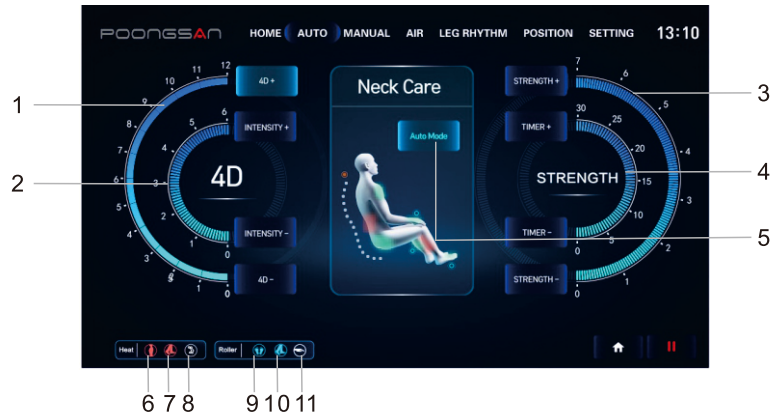 POONGSAN HOME AUTO MANUAL AIR LEG RHYTHM POSITION SETTING 13:10
12
11
10
9
8
7
6
5
4
3
2
1
0
6
5
4
3
2
1
0
4D +
INTENSITY +
4D
INTENSITY −
4D −
Neck Care
Auto Mode
STRENGTH +
TIMER +
STRENGTH
TIMER −
STRENGTH −
7
6
5
4
3
2
1
0
30
25
20
15
10
5
0
Heat
Roller
1
2
3
4
5
6 7 8 9 10 11